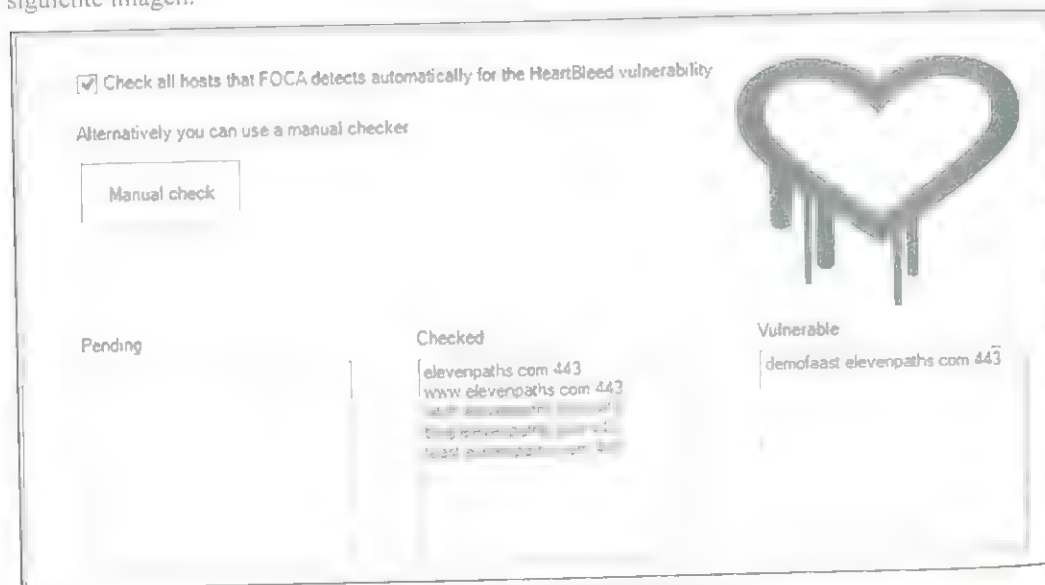 siguiente imagen.
Check all hosts that FOCA detects automatically for the HeartBleed vulnerability
Alternatively you can use a manual checker
Manual check
Pending
Checked
elevenpaths com 443
www elevenpaths com 443
Vulnerable
demofaast elevenpaths com 443